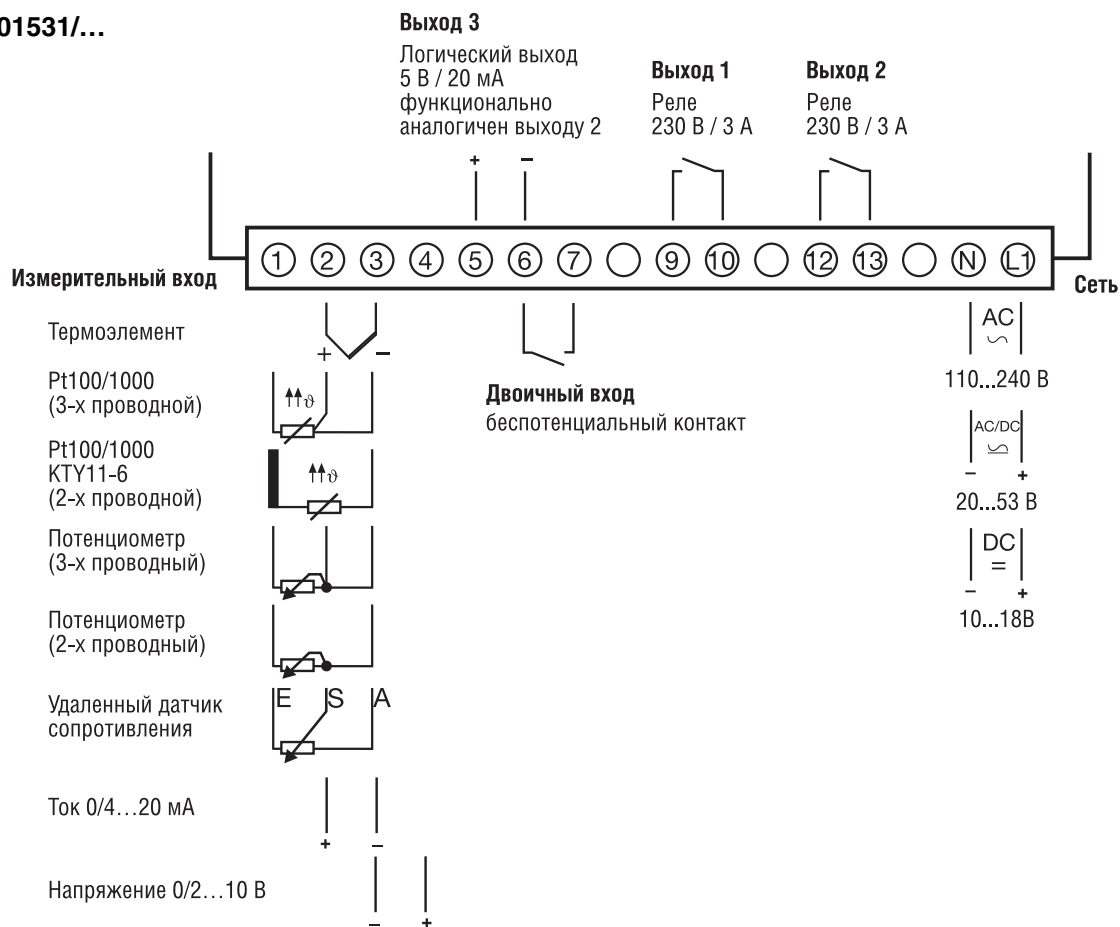 01531/...
Выход 3
Логический выход
5 В / 20 мА
функционально
аналогичен выходу 2
Выход 1
Реле
230 В / 3 А
Выход 2
Реле
230 В / 3 А
+ –
1 2 3 4 5 6 7 9 10 12 13 N L1
Измерительный вход
Сеть
Термоэлемент
+ –
AC
110...240 В
Двоичный вход
беспотенциальный контакт
Pt100/1000
(3-х проводной)
ϑ
AC/DC
– +
20...53 В
Pt100/1000
KTY11-6
(2-х проводной)
ϑ
Потенциометр
(3-х проводный)
DC
=
– +
10...18В
Потенциометр
(2-х проводный)
Удаленный датчик
сопротивления
E S A
Ток 0/4...20 мА
+ –
Напряжение 0/2...10 В
– +